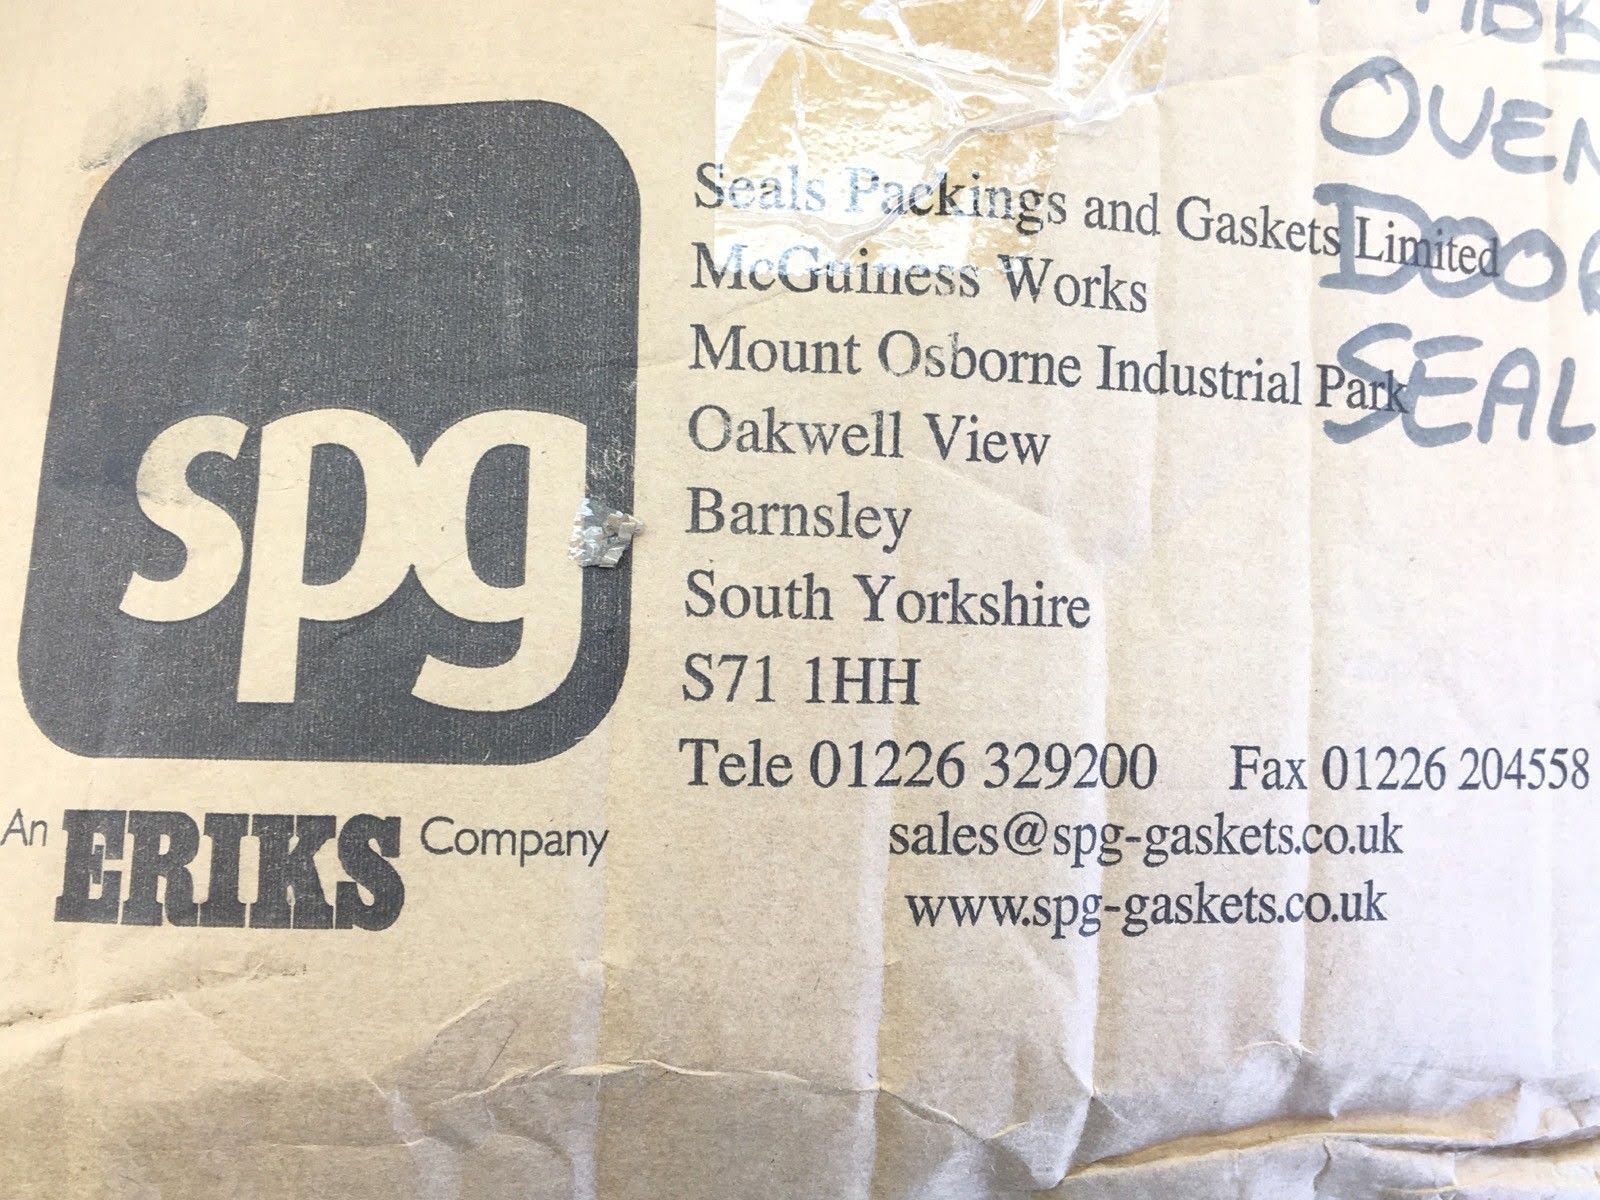 spg
An ERIKS Company
Seals Packings and Gaskets Limited
McGuiness Works
Mount Osborne Industrial Park
Oakwell View
Barnsley
South Yorkshire
S71 1HH
Tele 01226 329200 Fax 01226 204558
sales@spg-gaskets.co.uk
www.spg-gaskets.co.uk
OVEN
DOOR
SEAL